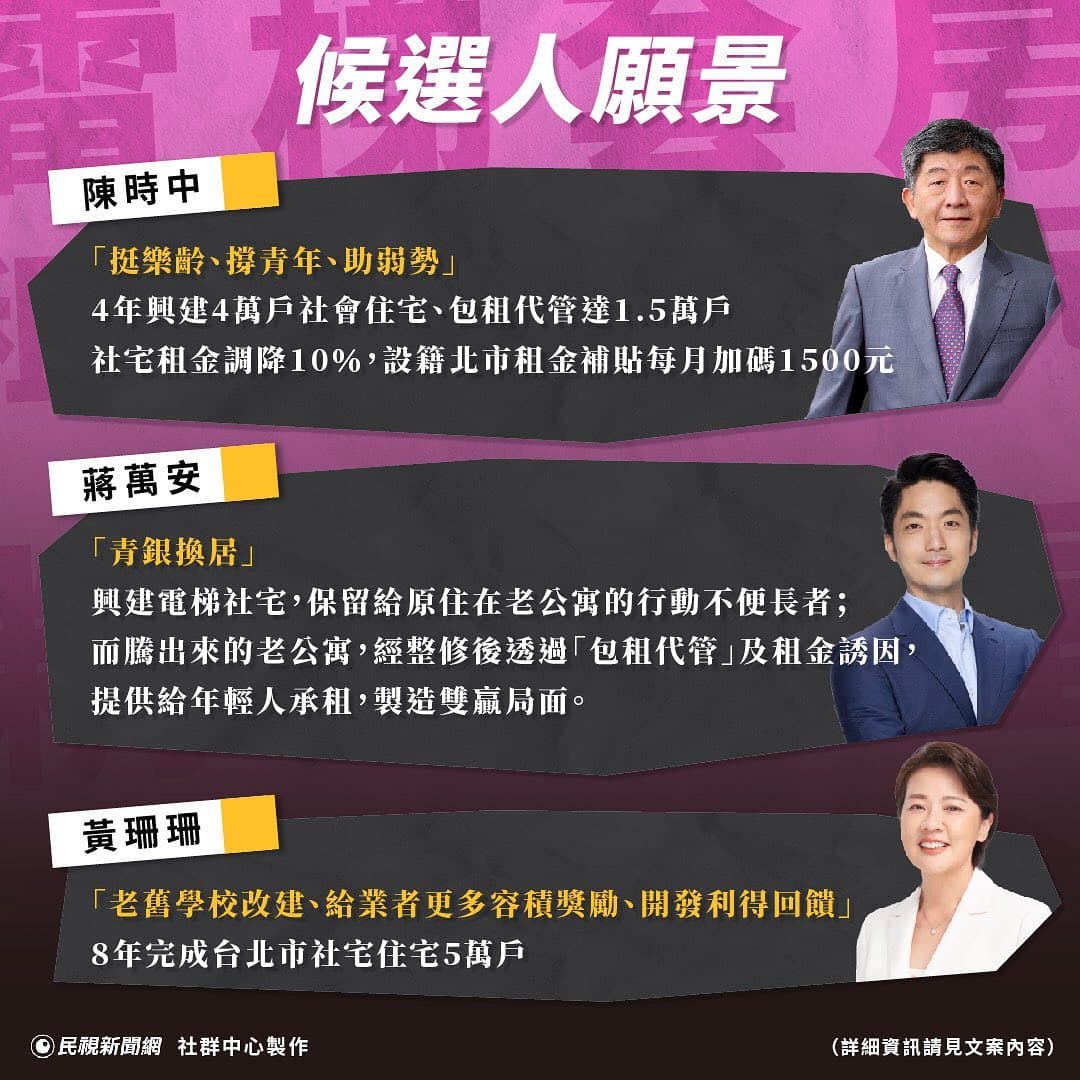 電梯套房
候選人願景
陳時中
「挺樂齡、撐青年、助弱勢」
4年興建4萬戶社會住宅、包租代管達1.5萬戶
社宅租金調降10%,設籍北市租金補貼每月加碼1500元
蔣萬安
「青銀換居」
興建電梯社宅,保留給原住在老公寓的行動不便長者;
而騰出來的老公寓,經整修後透過「包租代管」及租金誘因,
提供給年輕人承租,製造雙贏局面。
黃珊珊
「老舊學校改建、給業者更多容積獎勵、開發利得回饋」
8年完成台北市社宅住宅5萬戶
民視新聞網 社群中心製作
(詳細資訊請見文案內容)